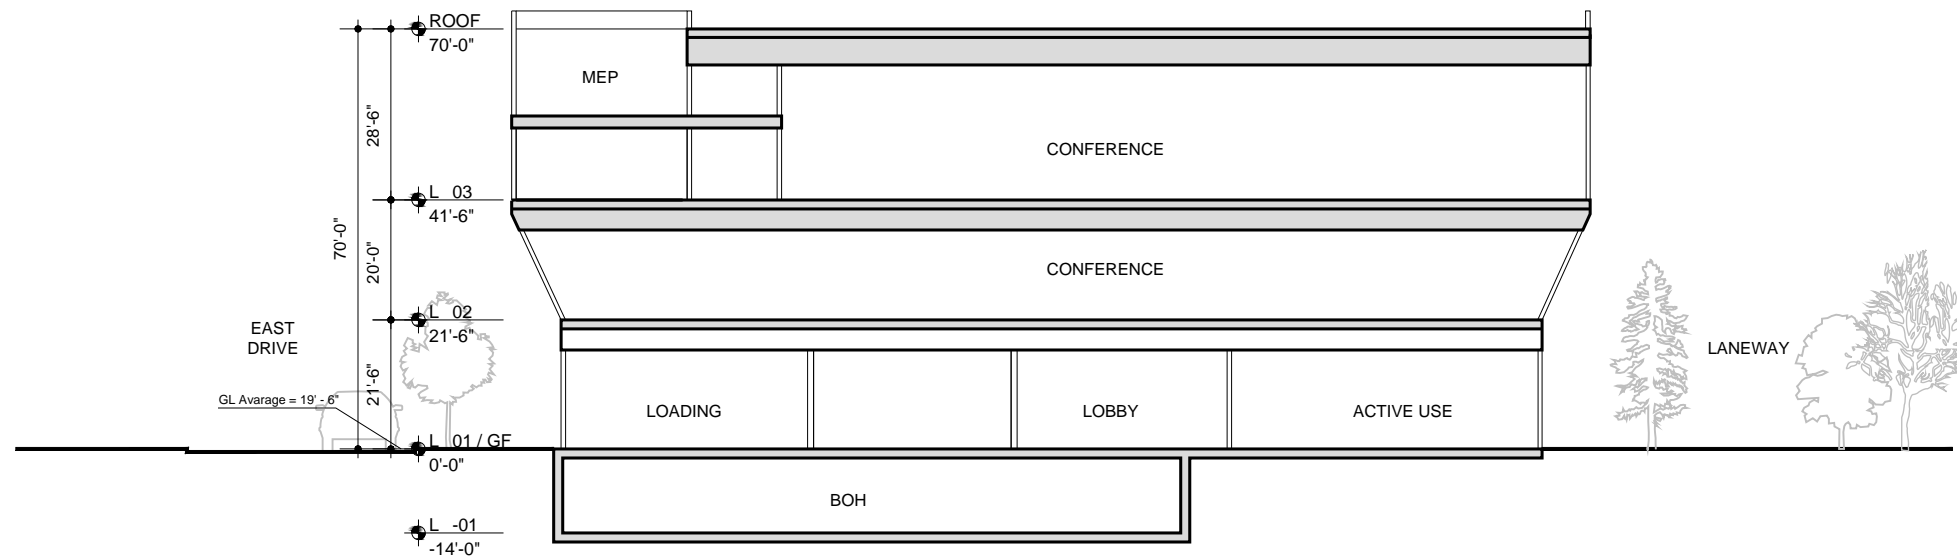 ROOF
70'-0"
MEP
28'-6"
CONFERENCE
L 03
41'-6"
70'-0"
20'-0"
CONFERENCE
L 02
21'-6"
EAST
DRIVE
LANEWAY
21'-6"
GL Avarage = 19' - 6"
LOADING
LOBBY
ACTIVE USE
L 01 / GF
0'-0"
BOH
L -01
-14'-0"